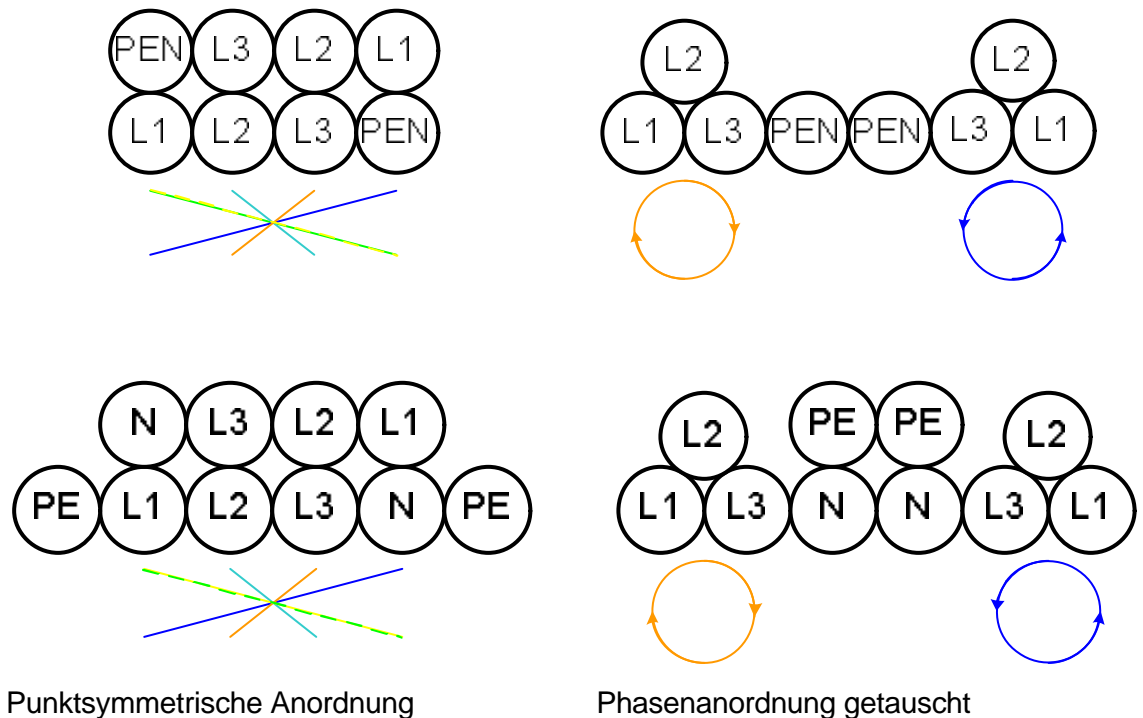 PEN L3 L2 L1
L1 L2 L3 PEN
L2 L2
L1 L3 PEN PEN L3 L1
N L3 L2 L1
PE L1 L2 L3 N PE
L2 PE PE L2
L1 L3 N N L3 L1
Punktsymmetrische Anordnung
Phasenanordnung getauscht